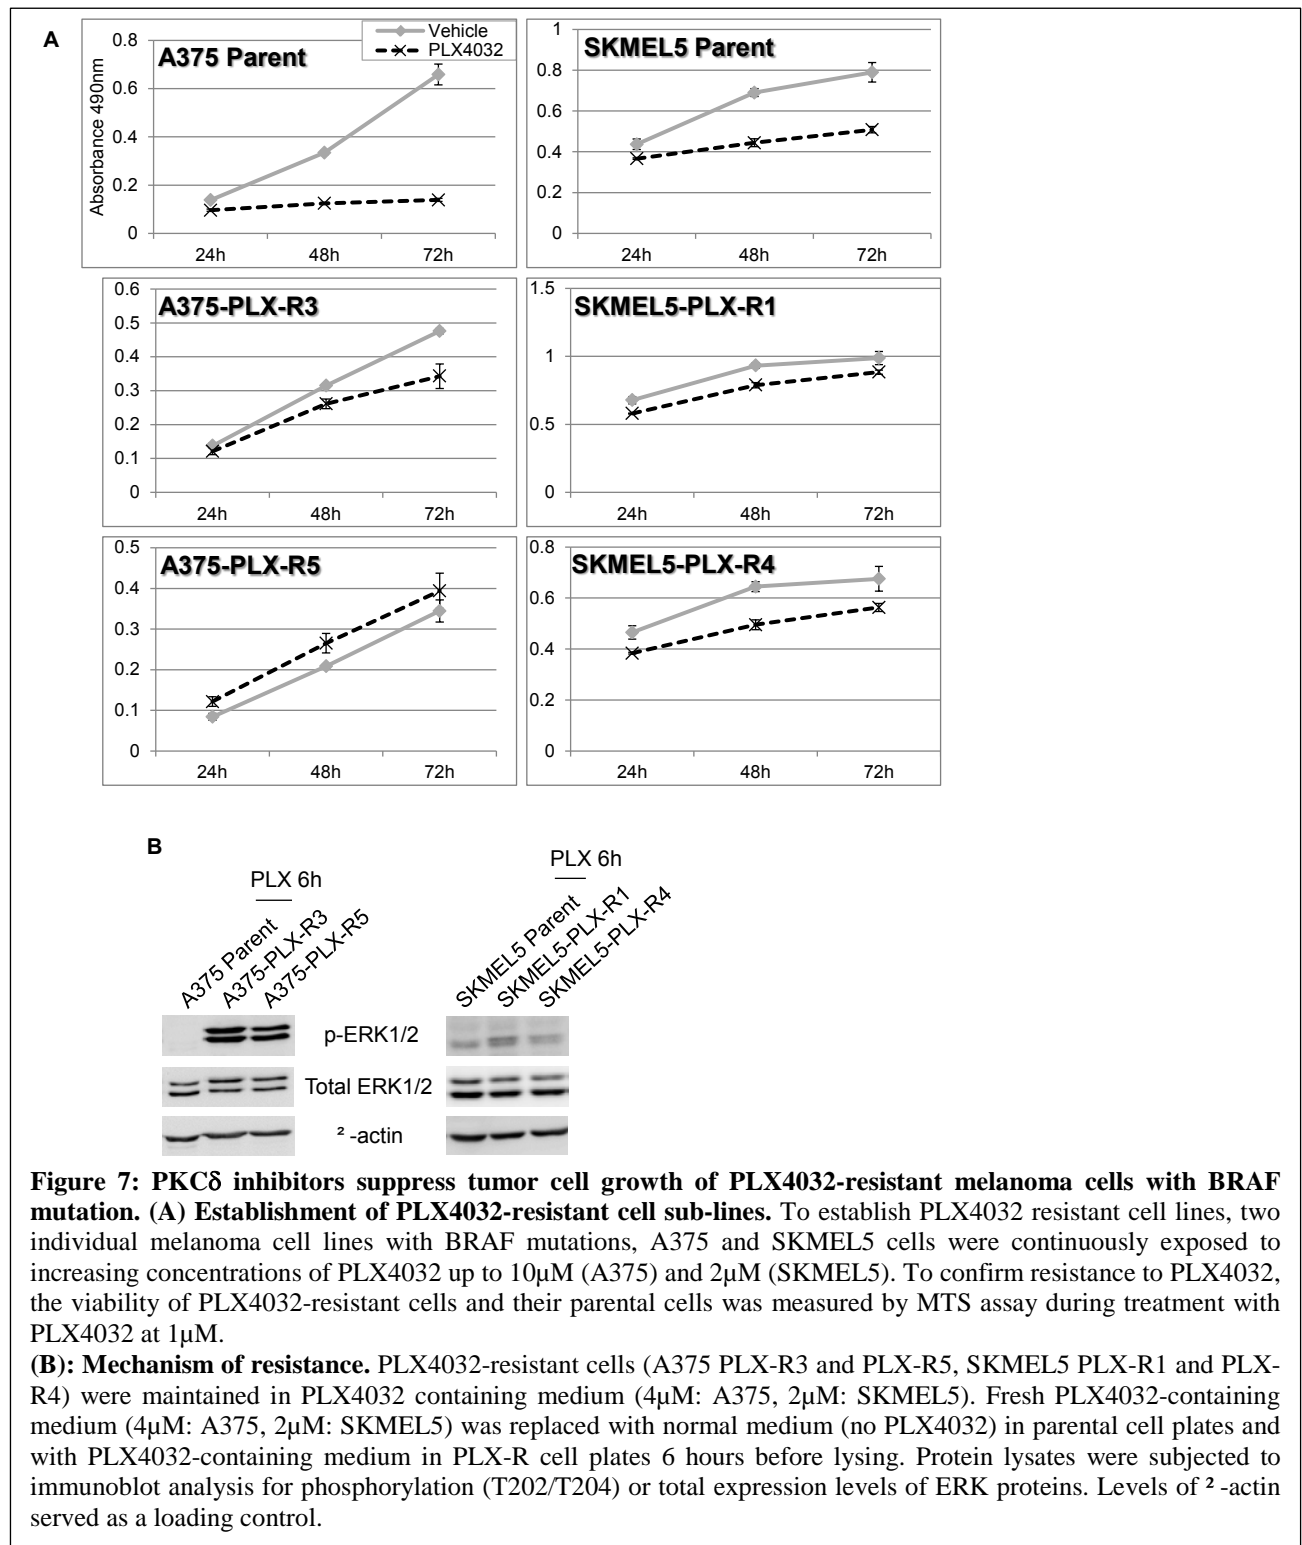 A
A375 Parent
Vehicle
PLX4032
Absorbance 490nm
0.8
0.6
0.4
0.2
0
24h 48h 72h
SKMEL5 Parent
1
0.8
0.6
0.4
0.2
0
24h 48h 72h
A375-PLX-R3
0.6
0.5
0.4
0.3
0.2
0.1
0
24h 48h 72h
SKMEL5-PLX-R1
1.5
1
0.5
0
24h 48h 72h
A375-PLX-R5
0.5
0.4
0.3
0.2
0.1
0
24h 48h 72h
SKMEL5-PLX-R4
0.8
0.6
0.4
0.2
0
24h 48h 72h
B
PLX 6h
A375 Parent
A375-PLX-R3
A375-PLX-R5
PLX 6h
SKMEL5 Parent
SKMEL5-PLX-R1
SKMEL5-PLX-R4
p-ERK1/2
Total ERK1/2
²-actin
Figure 7: PKCδ inhibitors suppress tumor cell growth of PLX4032-resistant melanoma cells with BRAF
mutation. (A) Establishment of PLX4032-resistant cell sub-lines. To establish PLX4032 resistant cell lines, two
individual melanoma cell lines with BRAF mutations, A375 and SKMEL5 cells were continuously exposed to
increasing concentrations of PLX4032 up to 10µM (A375) and 2µM (SKMEL5). To confirm resistance to PLX4032,
the viability of PLX4032-resistant cells and their parental cells was measured by MTS assay during treatment with
PLX4032 at 1µM.
(B): Mechanism of resistance. PLX4032-resistant cells (A375 PLX-R3 and PLX-R5, SKMEL5 PLX-R1 and PLX-
R4) were maintained in PLX4032 containing medium (4µM: A375, 2µM: SKMEL5). Fresh PLX4032-containing
medium (4µM: A375, 2µM: SKMEL5) was replaced with normal medium (no PLX4032) in parental cell plates and
with PLX4032-containing medium in PLX-R cell plates 6 hours before lysing. Protein lysates were subjected to
immunoblot analysis for phosphorylation (T202/T204) or total expression levels of ERK proteins. Levels of ²-actin
served as a loading control.